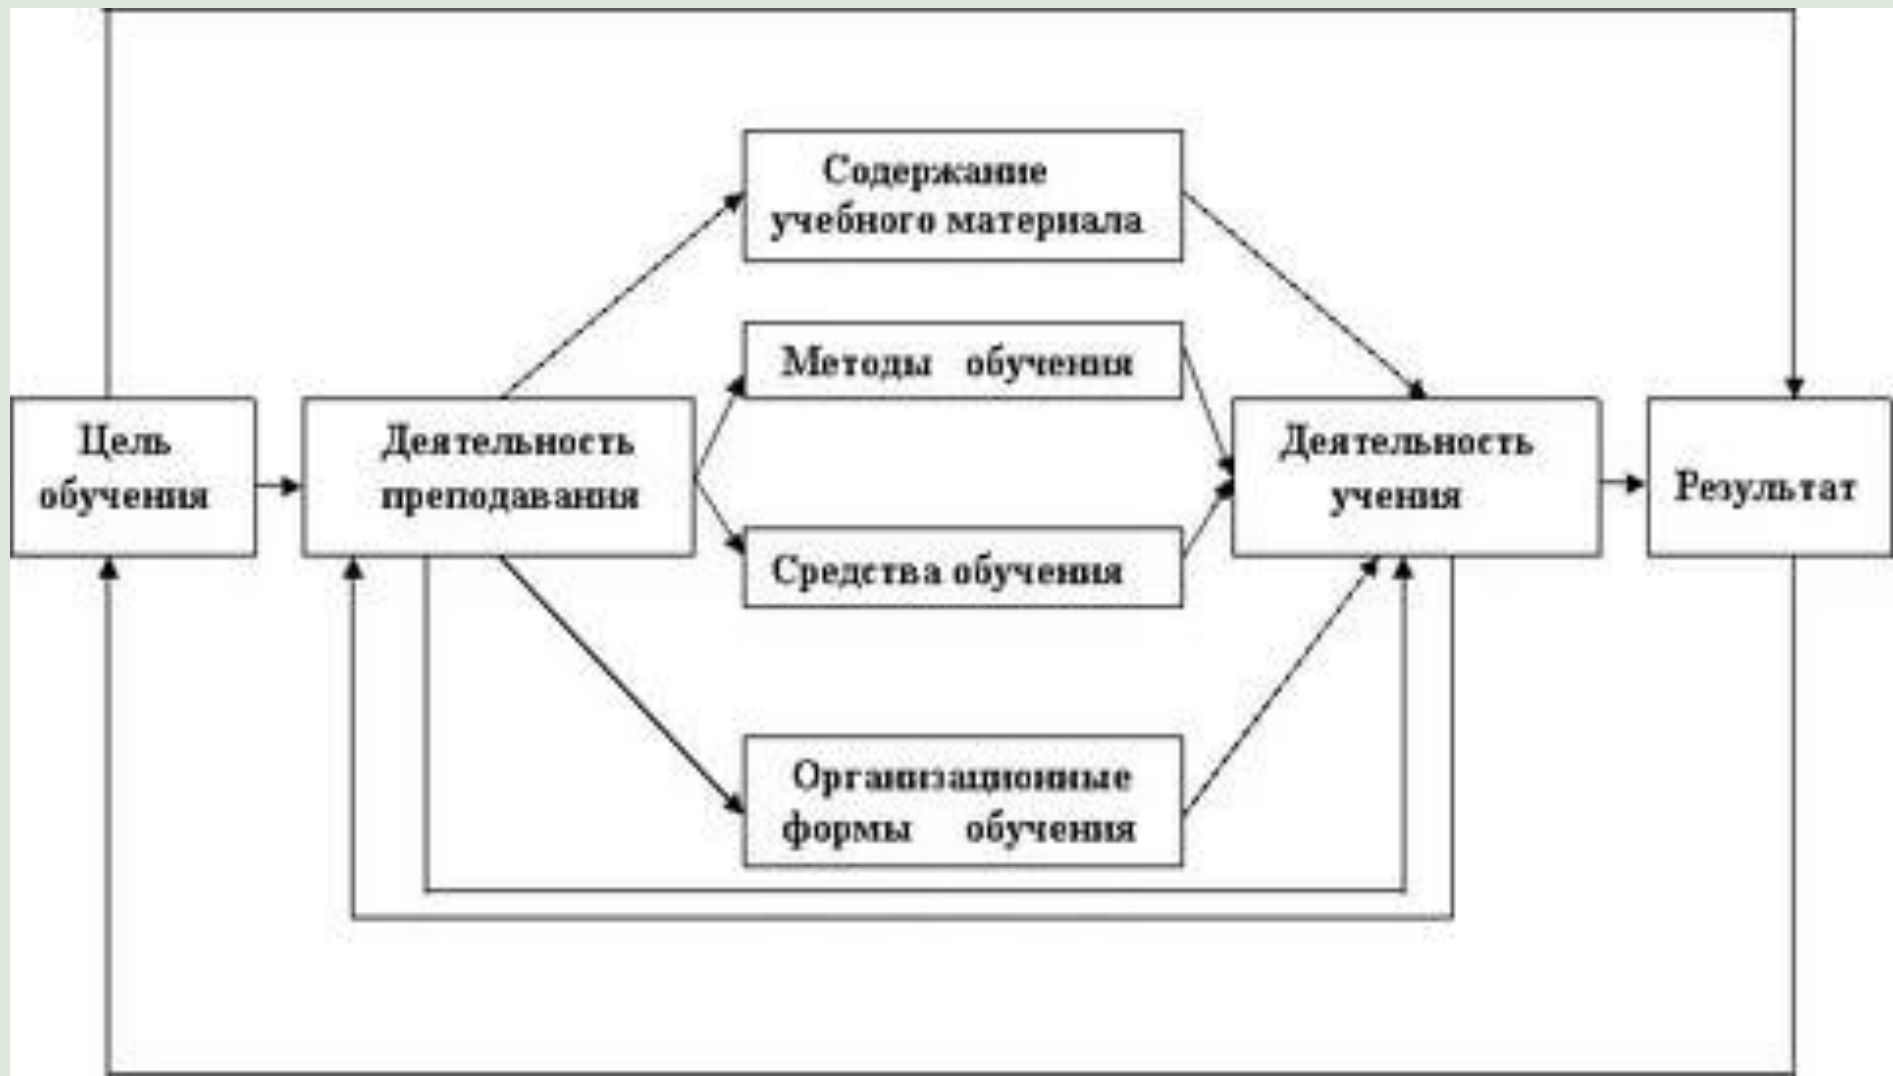 Содержание
учебного материала
Методы обучения
Цель
обучения
Деятельность
преподавания
Деятельность
учения
Результат
Средства обучения
Организационные
формы обучения